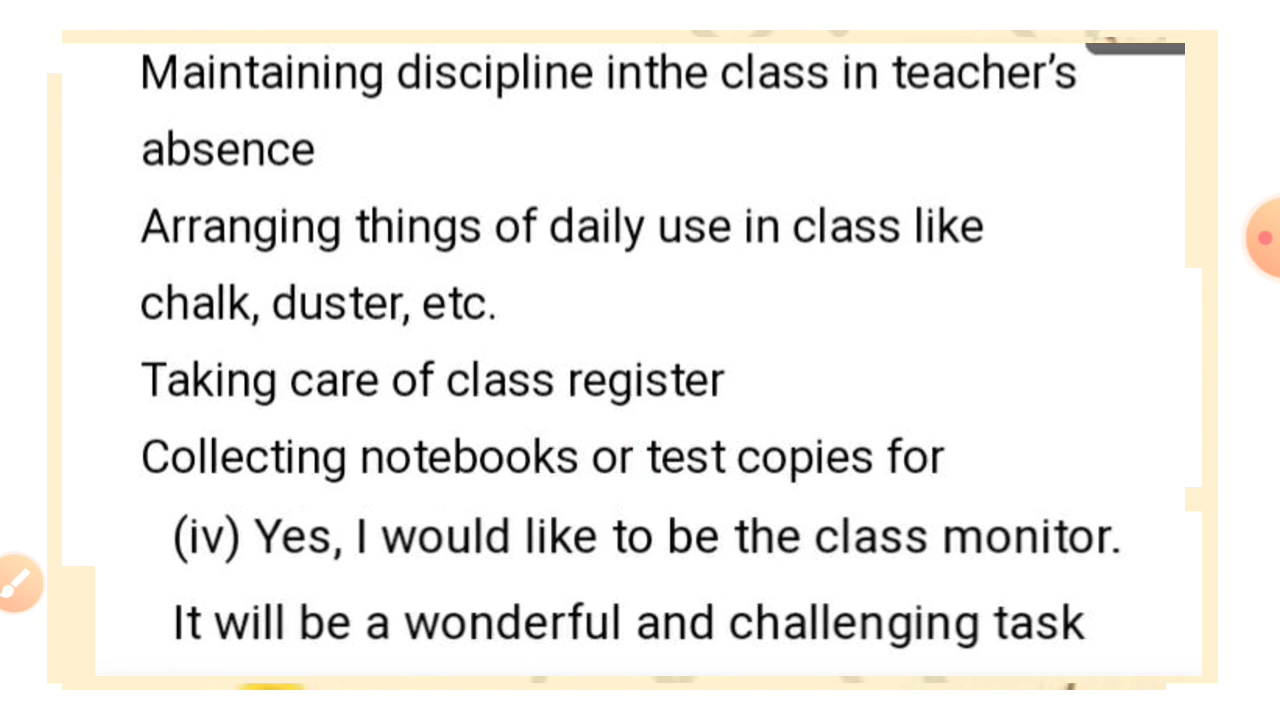 Maintaining discipline inthe class in teacher's
absence
Arranging things of daily use in class like
chalk, duster, etc.
Taking care of class register
Collecting notebooks or test copies for
(iv) Yes, I would like to be the class monitor.
It will be a wonderful and challenging task